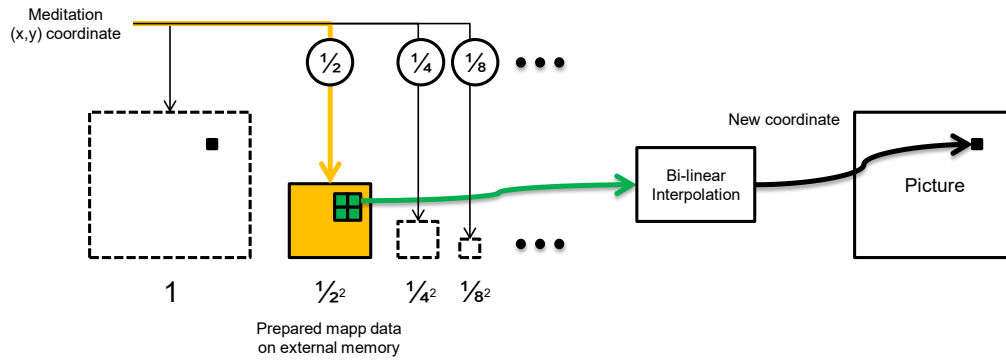 Meditation
(x,y) coordinate
½
¼
⅛
New coordinate
Bi-linear
Interpolation
Picture
1
½²
¼²
⅛²
Prepared mapp data
on external memory